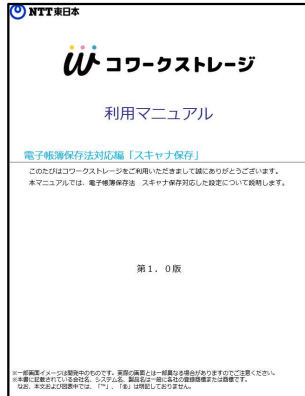 NTT東日本
コワークストレージ
利用マニュアル
電子帳簿保存法対応編「スキャナ保存」
このたびはコワークストレージをご利用いただきまして誠にありがとうございます。
本マニュアルでは、電子帳簿保存法 スキャナ保存対応した設定について説明します。
第1.0版
※一部画面イメージは開発中のものです。実際の画面とは一部異なる場合がありますのでご注意ください。
※本書に記載されている会社名、システム名、製品名は一般に各社の登録商標または商標です。
なお、本文および図表中では、「™」、「®」は明記しておりません。